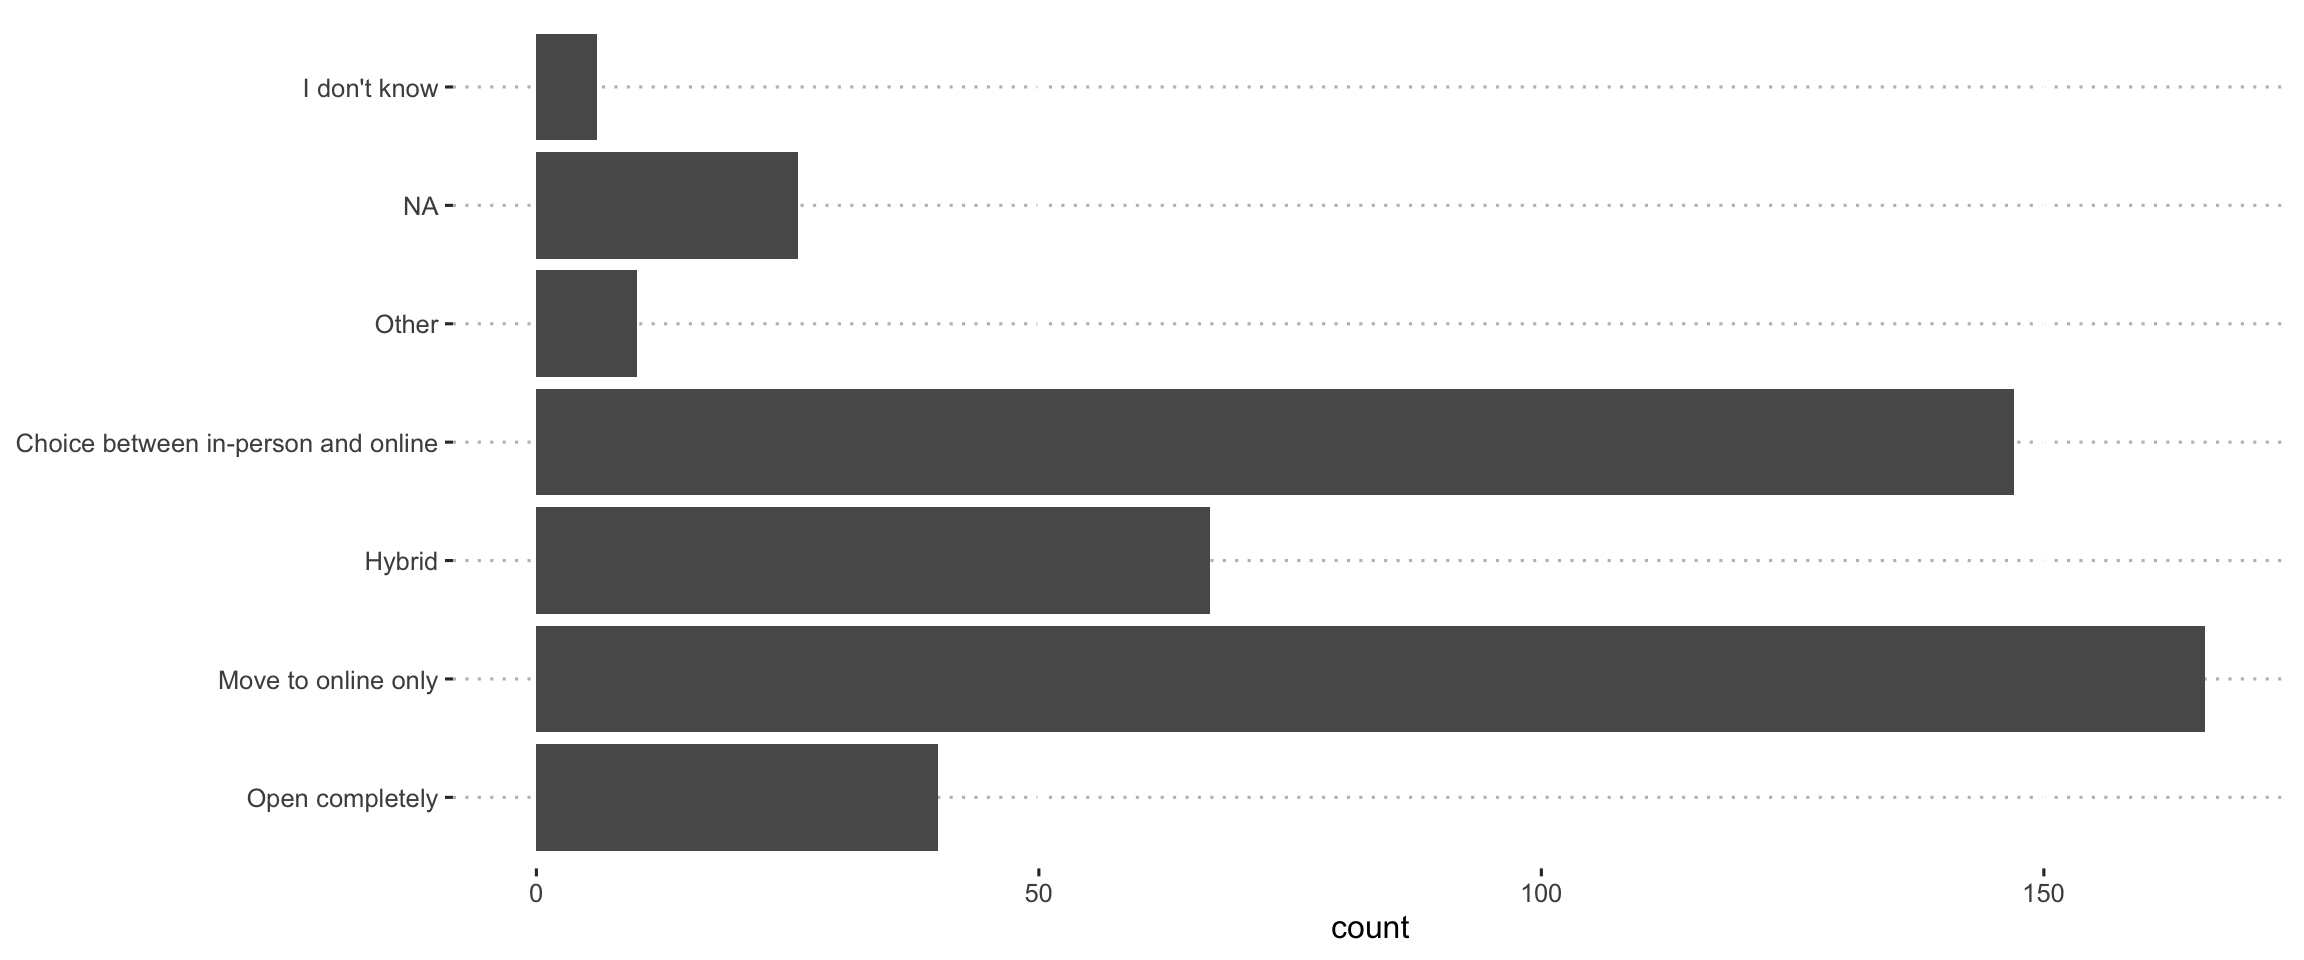 I don't know
NA
Other
Choice between in-person and online
Hybrid
Move to online only
Open completely
0 50 100 150
count